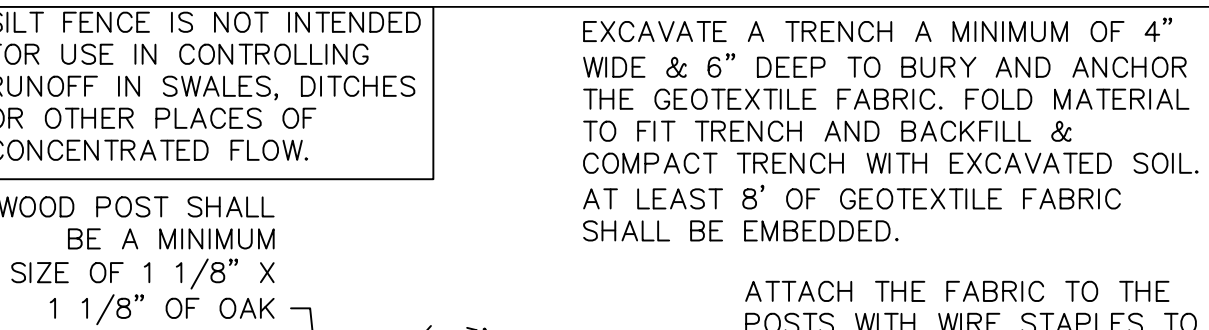 SILT FENCE IS NOT INTENDED
FOR USE IN CONTROLLING
RUNOFF IN SWALES, DITCHES
OR OTHER PLACES OF
CONCENTRATED FLOW.
WOOD POST SHALL
BE A MINIMUM
SIZE OF 1 1/8" X
1 1/8" OF OAK
EXCAVATE A TRENCH A MINIMUM OF 4"
WIDE & 6" DEEP TO BURY AND ANCHOR
THE GEOTEXTILE FABRIC. FOLD MATERIAL
TO FIT TRENCH AND BACKFILL &
COMPACT TRENCH WITH EXCAVATED SOIL.
AT LEAST 8' OF GEOTEXTILE FABRIC
SHALL BE EMBEDDED.
ATTACH THE FABRIC TO THE
POSTS WITH WIRE STAPLES TO